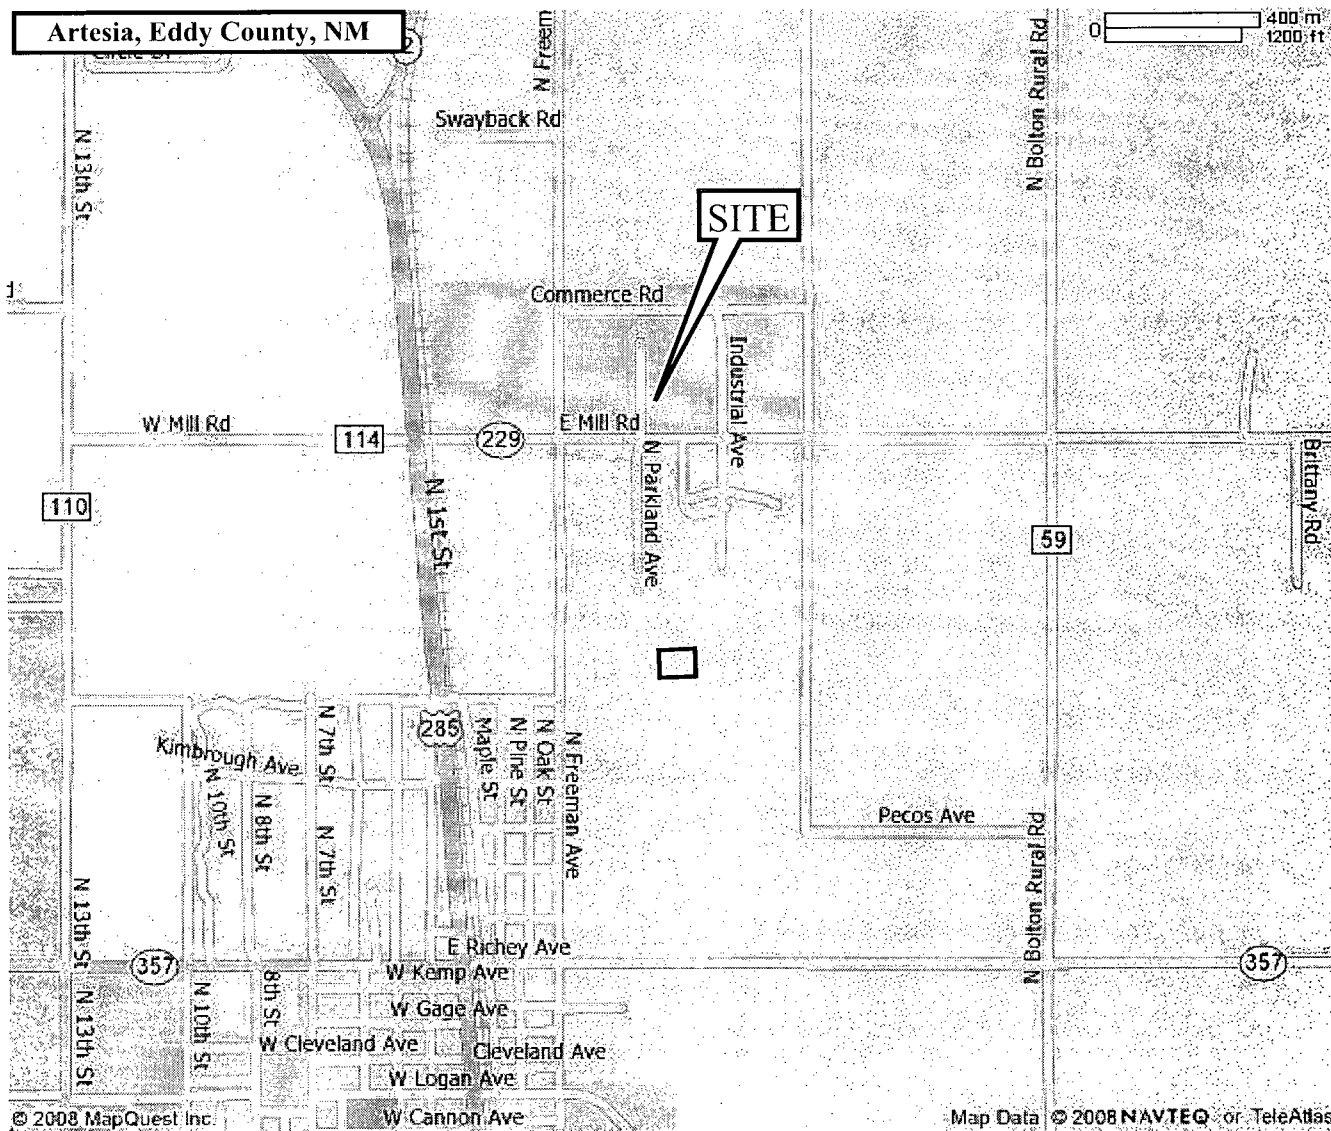 Artesia, Eddy County, NM
0
400 m
1200 ft
N Freem
N Bolton Rural Rd
Swayback Rd
N 13th St
SITE
Commerce Rd
Industrial Ave
W Mill Rd
114
229
E Mill Rd
N Parkland Ave
Brittany Rd
110
N 1st St
59
285
N 7th St
Maple St
N Pine St
N Oak St
N Freeman Ave
Kimbrough Ave
N 10th St
N 8th St
N 7th St
Pecos Ave
N Bolton Rural Rd
N 13th St
E Richey Ave
357
W Kemp Ave
357
8th St
N 10th St
N 13th St
W Gage Ave
W Cleveland Ave
Cleveland Ave
W Logan Ave
W Cannon Ave
© 2008 MapQuest Inc.
Map Data © 2008 NAVTEQ or TeleAtlas